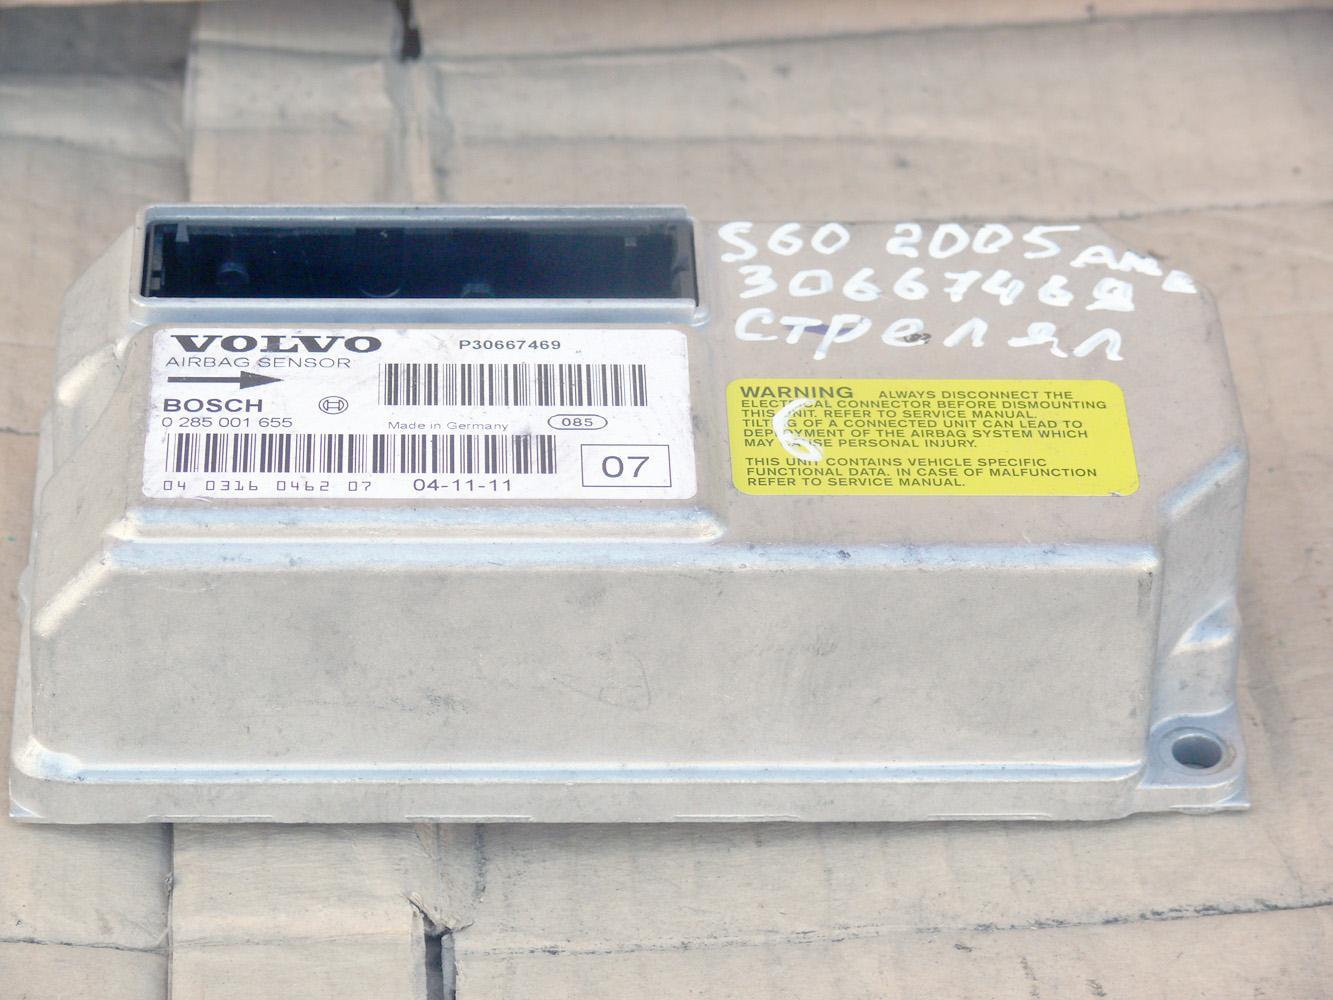 S60 2005
3066746
стрелял
6
VOLVO P30667469
AIRBAG SENSOR
BOSCH
0 285 001 655
Made in Germany 085
04 0316 0462 07 04-11-11
07
WARNING ALWAYS DISCONNECT THE
ELECTRICAL CONNECTOR BEFORE DISMOUNTING
THIS UNIT. REFER TO SERVICE MANUAL.
TILTING OF A CONNECTED UNIT CAN LEAD TO
DEPLOYMENT OF THE AIRBAG SYSTEM WHICH
MAY CAUSE PERSONAL INJURY.
THIS UNIT CONTAINS VEHICLE SPECIFIC
FUNCTIONAL DATA. IN CASE OF MALFUNCTION
REFER TO SERVICE MANUAL.